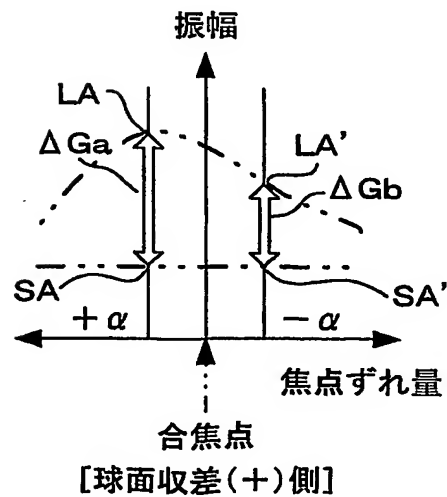 振幅
LA
ΔGa
LA'
ΔGb
SA
SA'
+α
-α
焦点ずれ量
合焦点
[球面収差(+)側]